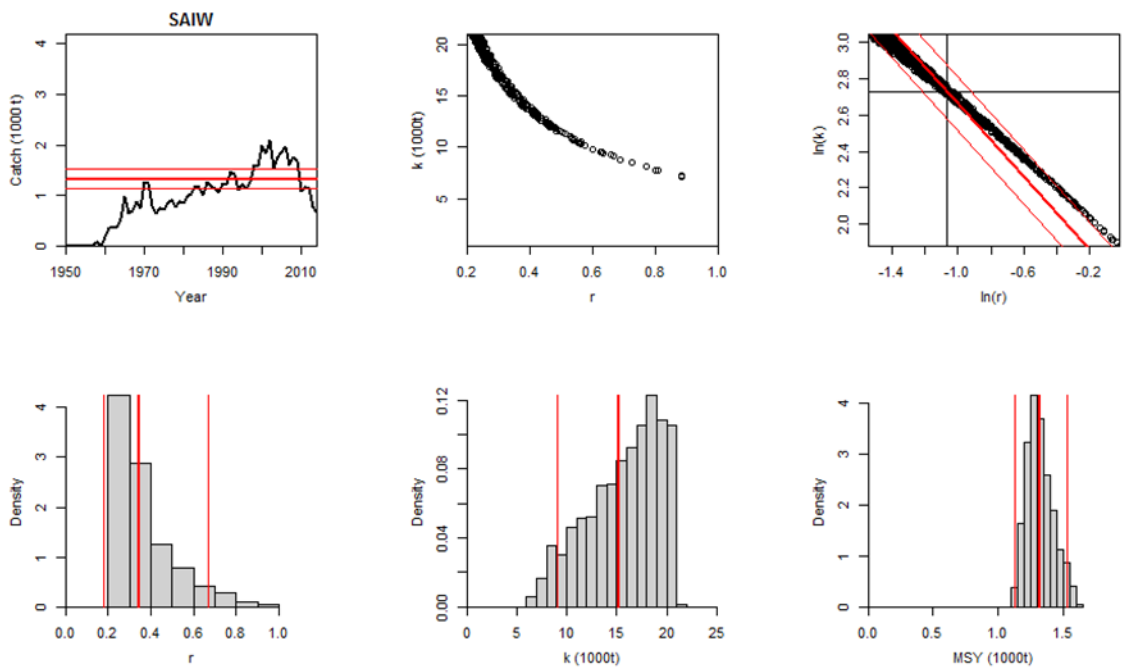 SAIW
Catch (1000 t)
0 1 2 3 4
1950 1970 1990 2010
Year
k (1000t)
5 10 15 20
0.2 0.4 0.6 0.8 1.0
r
ln(k)
2.0 2.2 2.4 2.6 2.8 3.0
-1.4 -1.0 -0.6 -0.2
ln(r)
Density
0 1 2 3 4
0.0 0.2 0.4 0.6 0.8 1.0
r
Density
0.00 0.04 0.08 0.12
0 5 10 15 20 25
k (1000t)
Density
0 1 2 3 4
0.0 0.5 1.0 1.5
MSY (1000t)